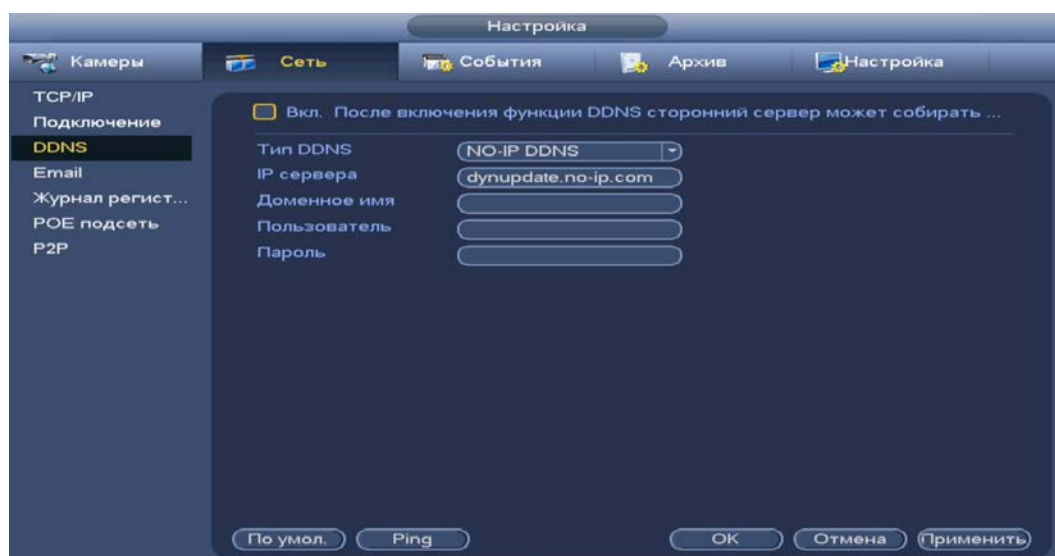 Настройка
Камеры Сеть События Архив Настройка
TCP/IP
Подключение
DDNS
Email
Журнал регист...
POE подсеть
P2P
Вкл. После включения функции DDNS сторонний сервер может собирать ...
Тип DDNS NO-IP DDNS
IP сервера dynupdate.no-ip.com
Доменное имя
Пользователь
Пароль
По умол. Ping OK Отмена Применить